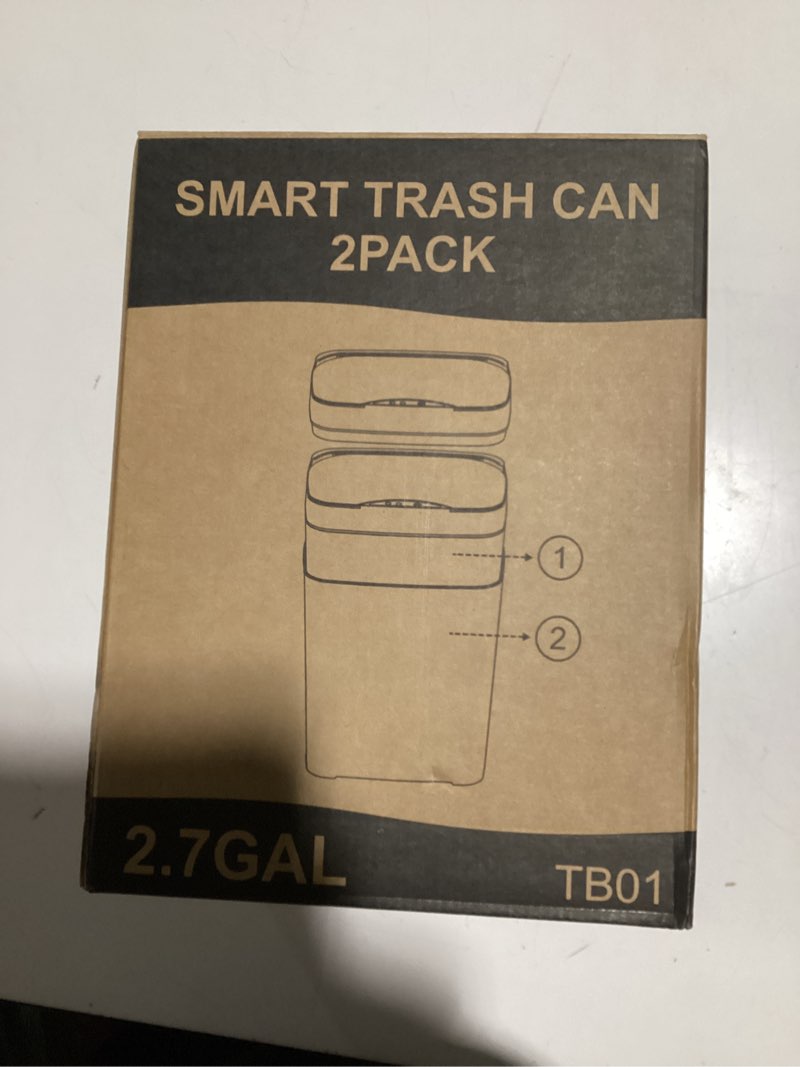 SMART TRASH CAN
2PACK
1
2
2.7GAL
TB01